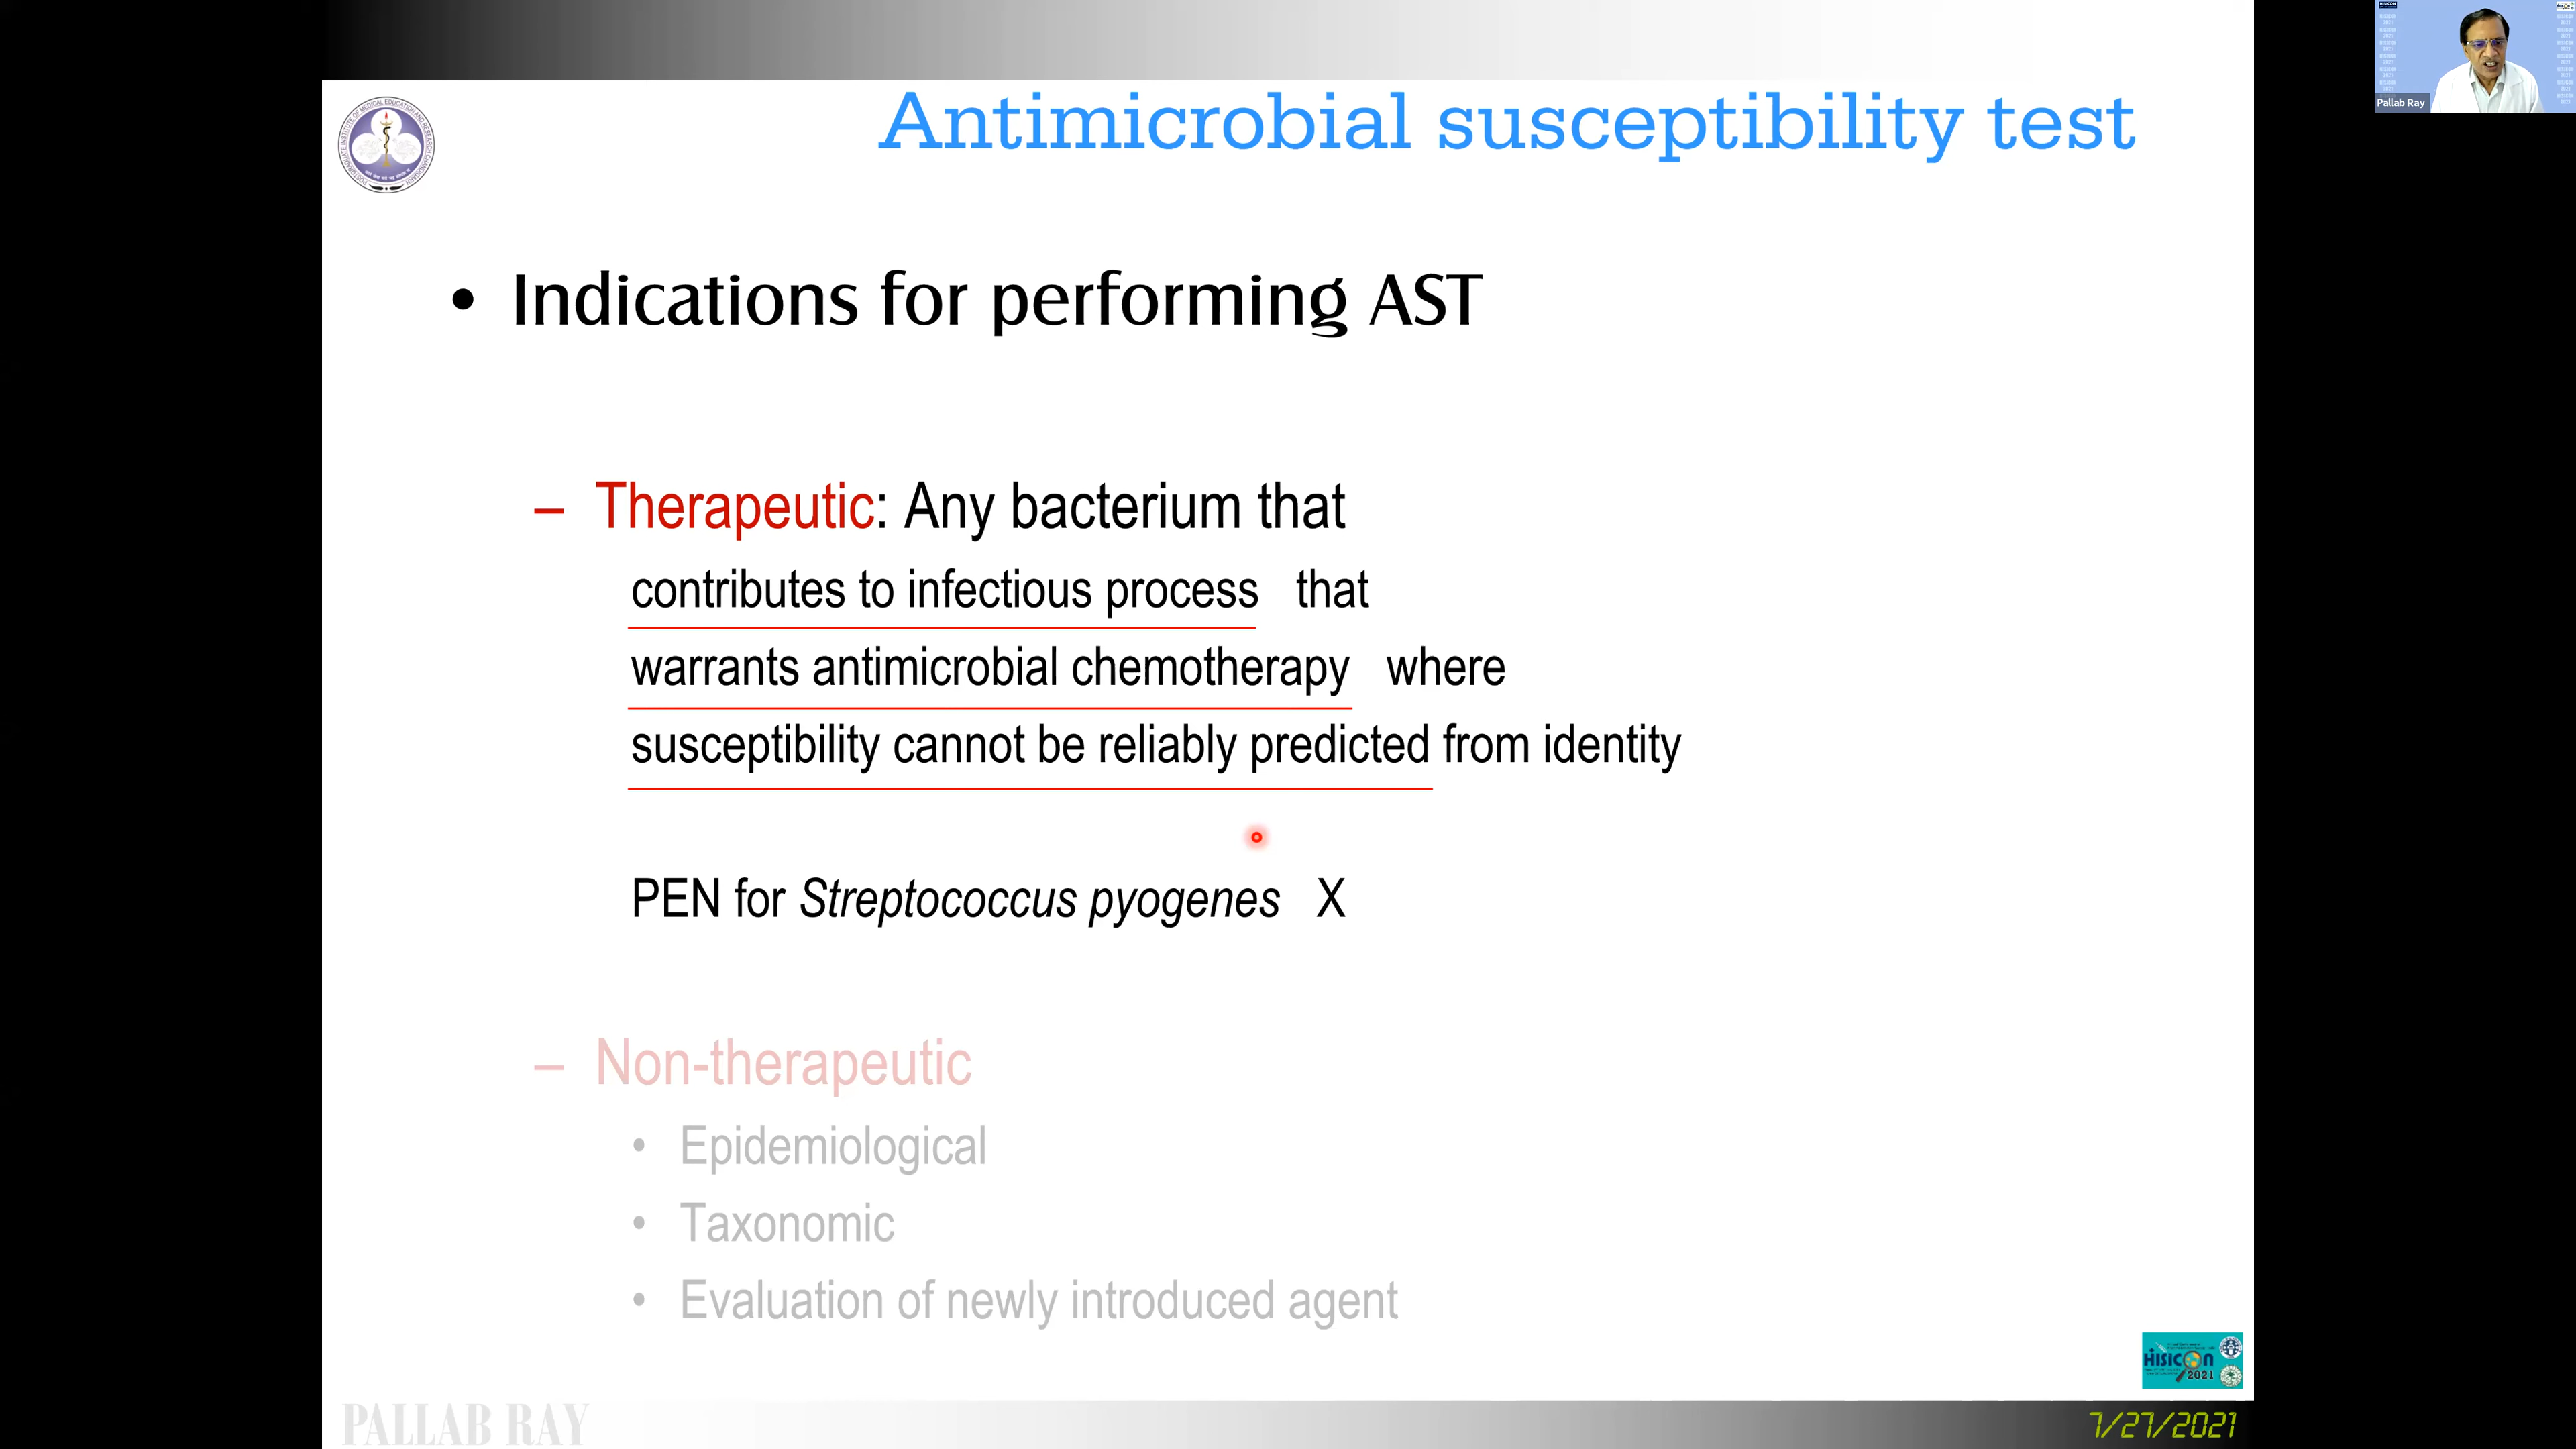 Antimicrobial susceptibility test
Pallab Ray
• Indications for performing AST
– Therapeutic: Any bacterium that
contributes to infectious process that
warrants antimicrobial chemotherapy where
susceptibility cannot be reliably predicted from identity
PEN for Streptococcus pyogenes X
– Non-therapeutic
• Epidemiological
• Taxonomic
• Evaluation of newly introduced agent
HISICON
2021
PALLAB RAY
7/27/2021